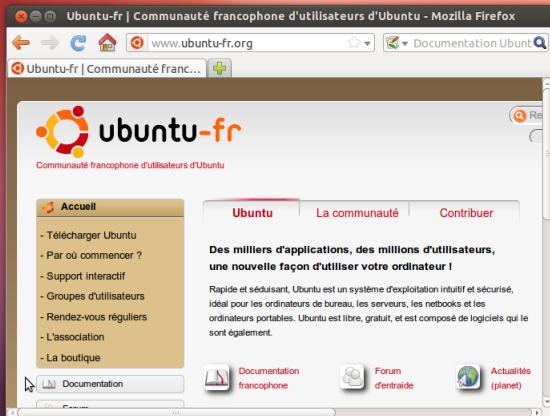 Ubuntu-fr | Communauté francophone d'utilisateurs d'Ubuntu - Mozilla Firefox
www.ubuntu-fr.org
Documentation Ubunt
Ubuntu-fr | Communauté franc...
ubuntu-fr
Communauté francophone d'utilisateurs d'Ubuntu
Re
Accueil
- Télécharger Ubuntu
- Par où commencer ?
- Support interactif
- Groupes d'utilisateurs
- Rendez-vous réguliers
- L'association
- La boutique
Documentation
Forum
Ubuntu
La communauté
Contribuer
Des milliers d'applications, des millions d'utilisateurs,
une nouvelle façon d'utiliser votre ordinateur !
Rapide et séduisant, Ubuntu est un système d'exploitation intuitif et sécurisé,
idéal pour les ordinateurs de bureau, les serveurs, les netbooks et les
ordinateurs portables. Ubuntu est libre, gratuit, et est composé de logiciels qui le
sont également.
Documentation
francophone
Forum
d'entraide
Actualités
(planet)